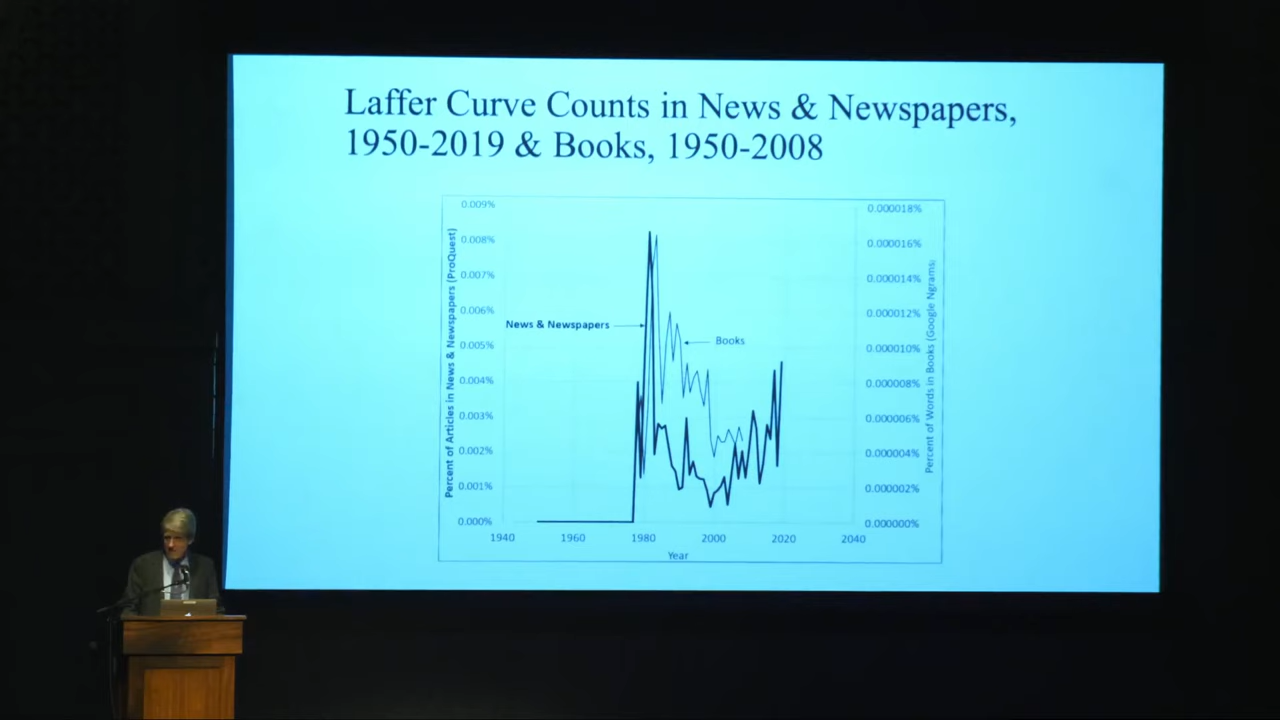 Laffer Curve Counts in News & Newspapers,
1950-2019 & Books, 1950-2008
Percent of Articles in News & Newspapers (ProQuest)
0.009%
0.008%
0.007%
0.006%
0.005%
0.004%
0.003%
0.002%
0.001%
0.000%
News & Newspapers
Books
0.000018%
0.000016%
0.000014%
0.000012%
0.000010%
0.000008%
0.000006%
0.000004%
0.000002%
0.000000%
Percent of Words in Books (Google Ngrams)
1940 1960 1980 2000 2020 2040
Year